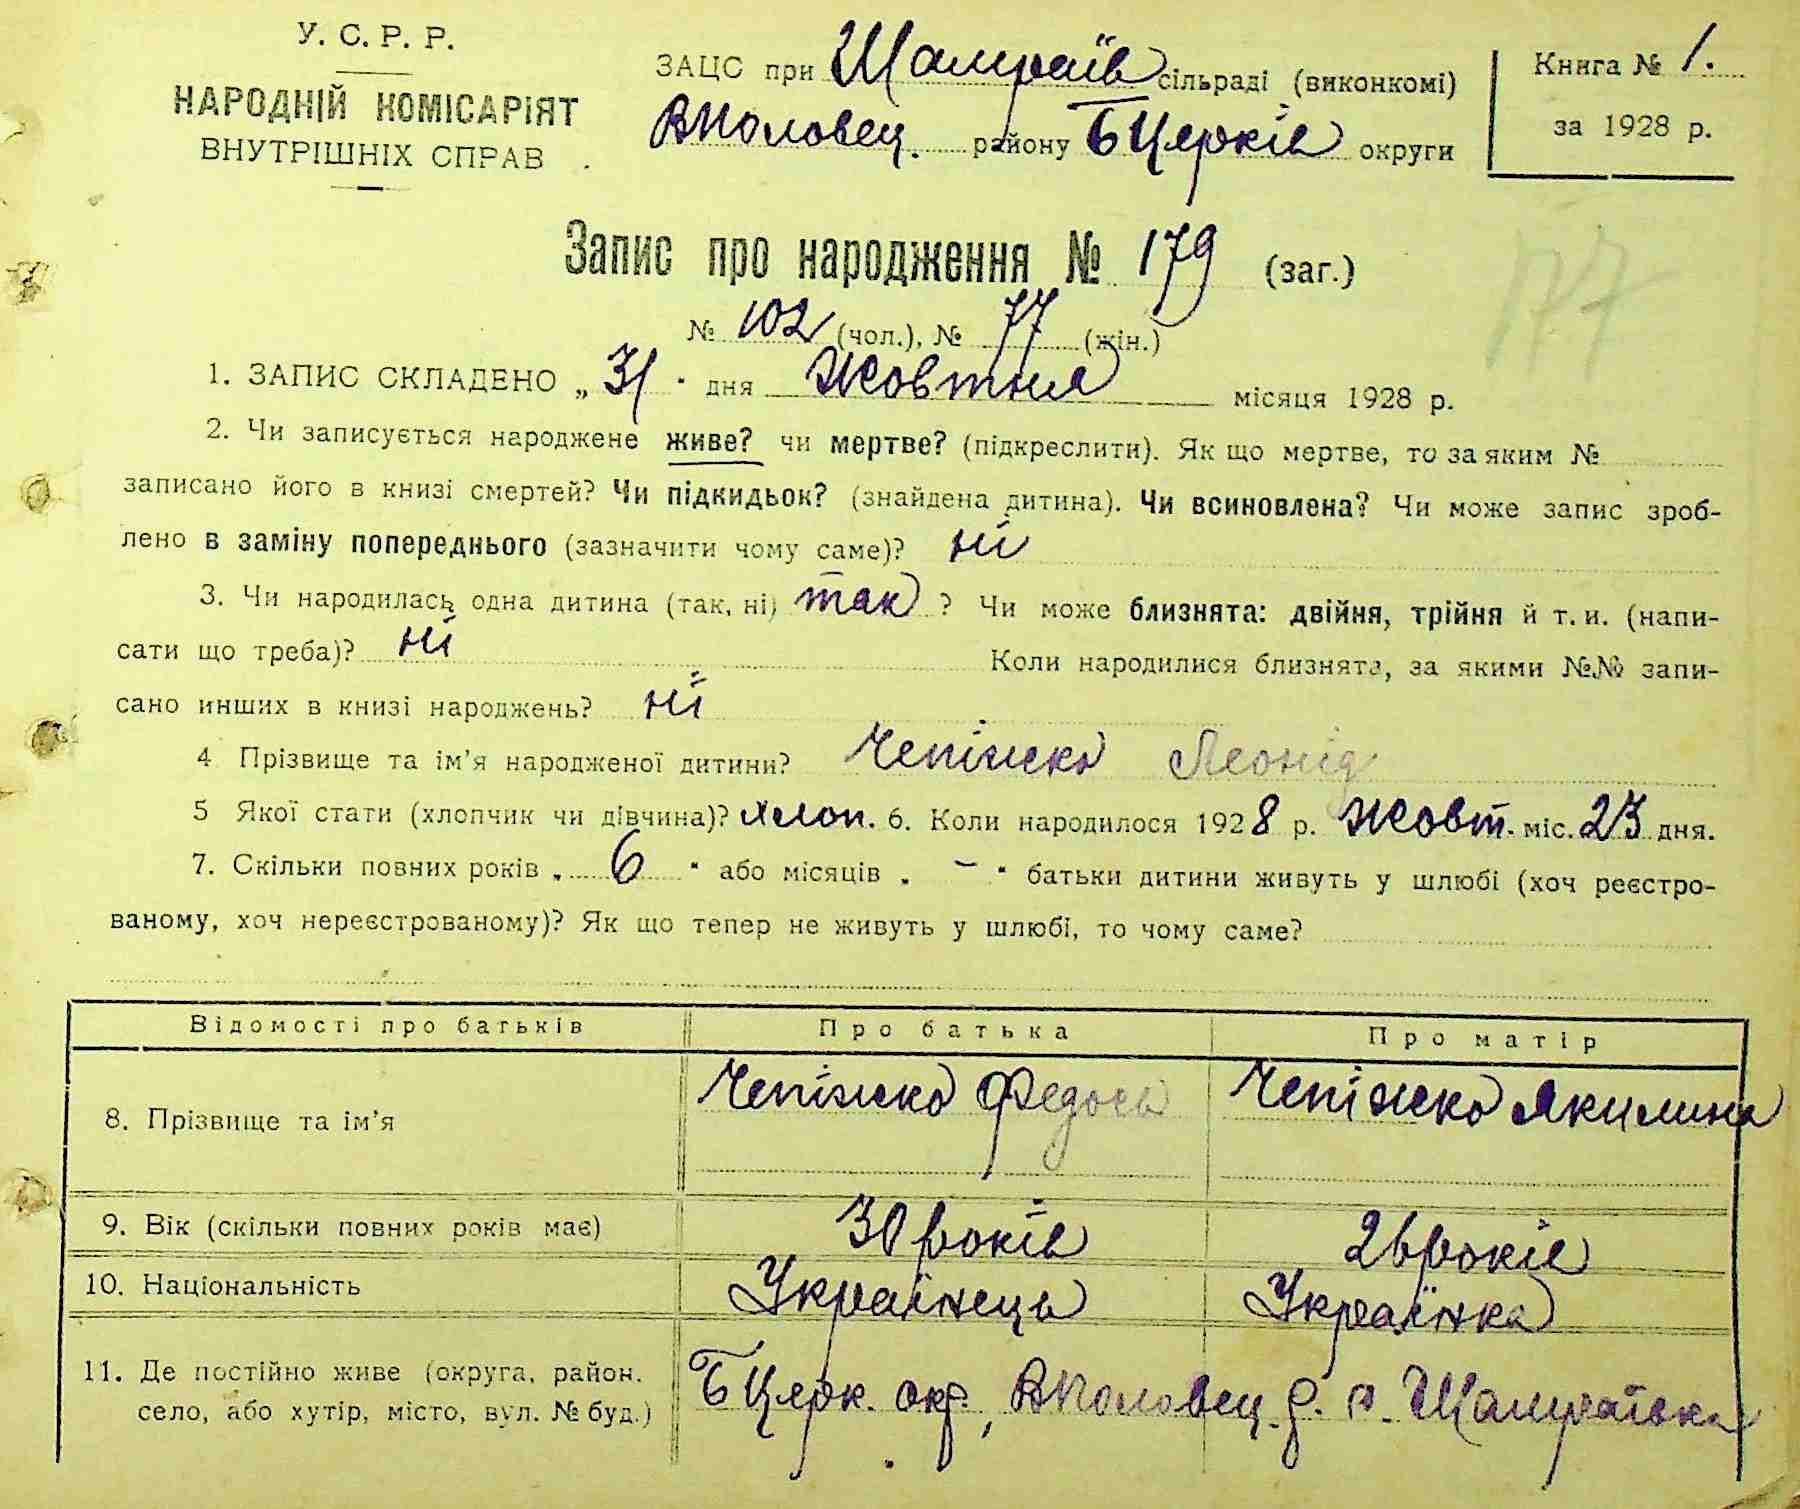 У. С. Р. Р.
НАРОДНІЙ КОМІСАРІЯТ
ВНУТРІШНІХ СПРАВ
ЗАЦС при Шамраїв сільраді (виконкомі)
ВПоловец. району БЦерків округи
Книга № 1.
за 1928 р.
Запис про народження № 179 (заг.)
177
№ 102 (чол.), № 77 (жін.)
1. ЗАПИС СКЛАДЕНО „ 31 " дня Жовтня місяця 1928 р.
2. Чи записується народжене живе? чи мертве? (підкреслити). Як що мертве, то за яким №
записано його в книзі смертей? Чи підкидьок? (знайдена дитина). Чи всиновлена? Чи може запис зроб-
лено в заміну попереднього (зазначити чому саме)? ні
3. Чи народилась одна дитина (так, ні) так ? Чи може близнята: двійня, трійня й т. и. (напи-
сати що треба)? ні Коли народилися близнята, за якими №№ запи-
сано инших в книзі народжень? ні
4 Прізвище та ім'я народженої дитини? Чепіжко Леонід
5 Якої стати (хлопчик чи дівчина)? хлоп. 6. Коли народилося 1928 р. Жовт. міс. 23 дня.
7. Скільки повних років „ 6 " або місяців „ – " батьки дитини живуть у шлюбі (хоч реєстро-
ваному, хоч нереєстрованому)? Як що тепер не живуть у шлюбі, то чому саме?
Відомості про батьків Про батька Про матір
8. Прізвище та ім'я Чепіжко Федось Чепіжко Якилина
9. Вік (скільки повних років має) 30 років 26 років
10. Національність Українець Українка
11. Де постійно живе (округа, район.
село, або хутір, місто, вул. № буд.) БЦерк. окр., ВПоловец. р. с. Шамраївка